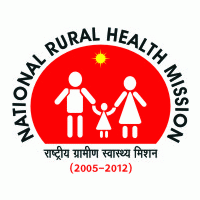 NATIONAL RURAL HEALTH MISSION
राष्ट्रीय ग्रामीण स्वास्थ्य मिशन
(2005-2012)